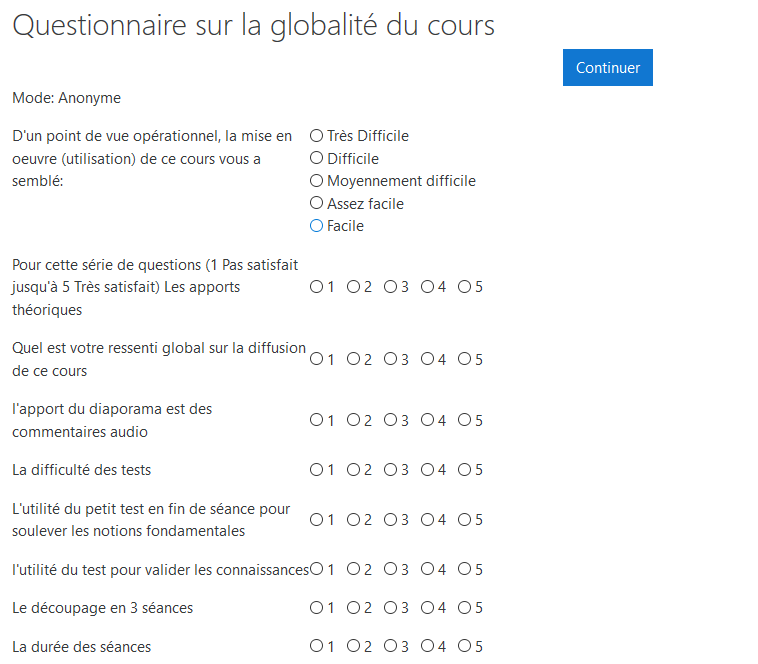 Questionnaire sur la globalité du cours
Continuer
Mode: Anonyme
D'un point de vue opérationnel, la mise en
oeuvre (utilisation) de ce cours vous a
semblé:
Très Difficile
Difficile
Moyennement difficile
Assez facile
Facile
Pour cette série de questions (1 Pas satisfait
jusqu'à 5 Très satisfait) Les apports
théoriques
1 2 3 4 5
Quel est votre ressenti global sur la diffusion
de ce cours
1 2 3 4 5
l'apport du diaporama est des
commentaires audio
1 2 3 4 5
La difficulté des tests 1 2 3 4 5
L'utilité du petit test en fin de séance pour
soulever les notions fondamentales
1 2 3 4 5
l'utilité du test pour valider les connaissances 1 2 3 4 5
Le découpage en 3 séances 1 2 3 4 5
La durée des séances 1 2 3 4 5